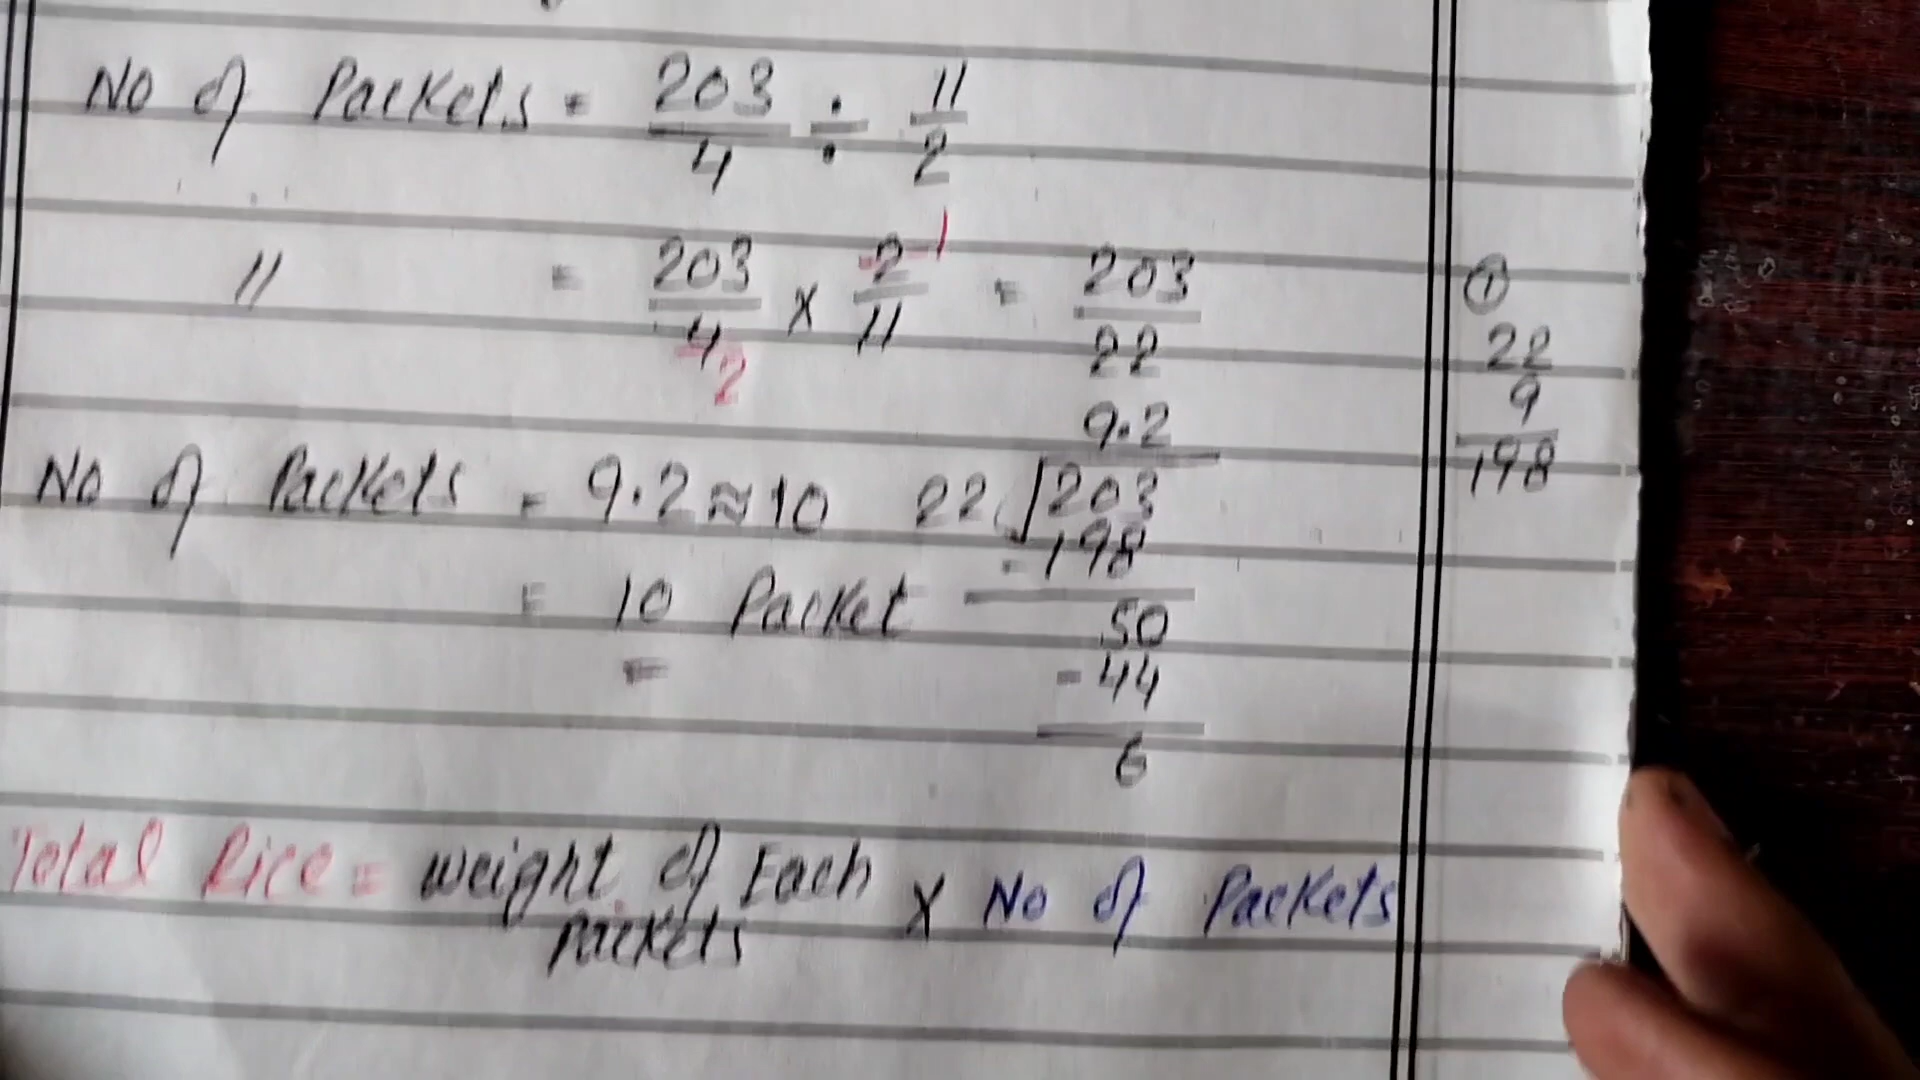 No of Packets = 203/4 ÷ 11/2
// = 203/4 2 × 2/11 1 = 203/22
① 22
9
198
9.2
No of Packets = 9.2 ≈ 10 22 203
- 198
= 10 Packet 50
= - 44
6
Total Rice = weight of Each Packets × No of Packets